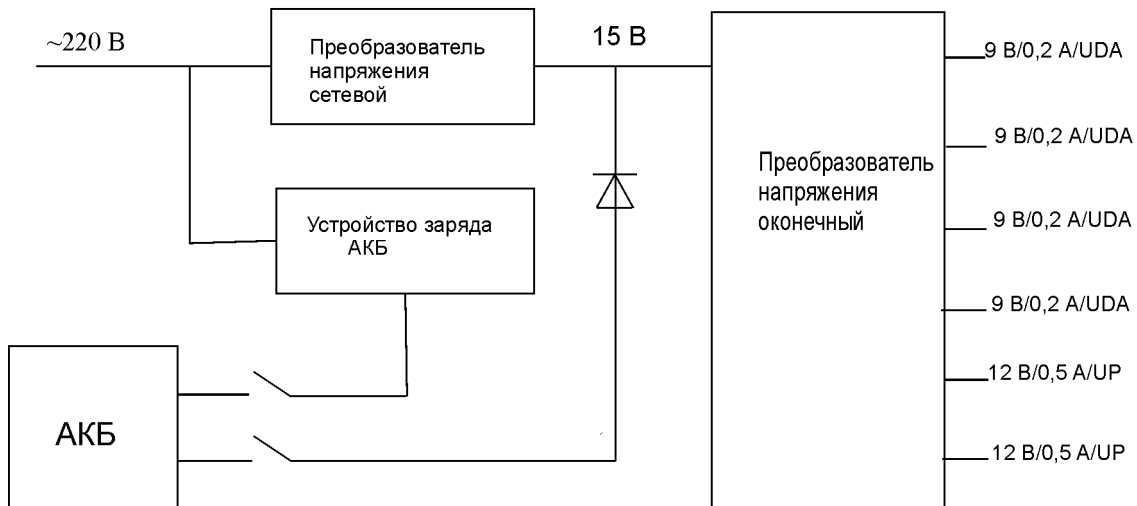 ~220 В
Преобразователь
напряжения
сетевой
15 В
Устройство заряда
АКБ
АКБ
Преобразователь
напряжения
оконечный
9 В/0,2 А/UDA
9 В/0,2 А/UDA
9 В/0,2 А/UDA
9 В/0,2 А/UDA
12 В/0,5 А/UP
12 В/0,5 А/UP